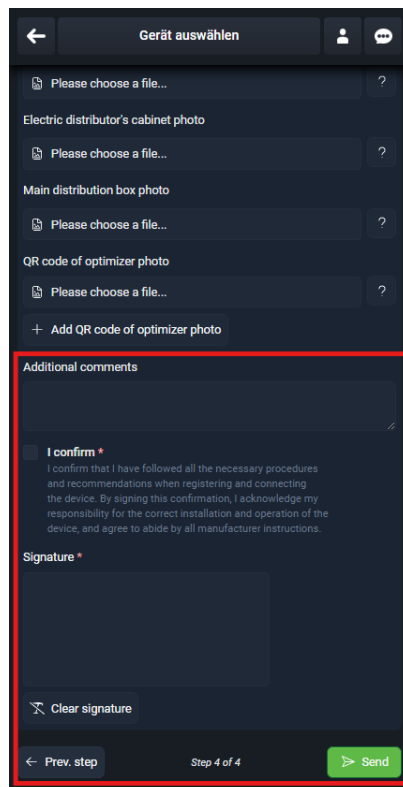 Gerät auswählen
Please choose a file...
?
Electric distributor's cabinet photo
Please choose a file...
?
Main distribution box photo
Please choose a file...
?
QR code of optimizer photo
Please choose a file...
?
+ Add QR code of optimizer photo
Additional comments
I confirm *
I confirm that I have followed all the necessary procedures
and recommendations when registering and connecting
the device. By signing this confirmation, I acknowledge my
responsibility for the correct installation and operation of the
device, and agree to abide by all manufacturer instructions.
Signature *
Clear signature
← Prev. step
Step 4 of 4
Send